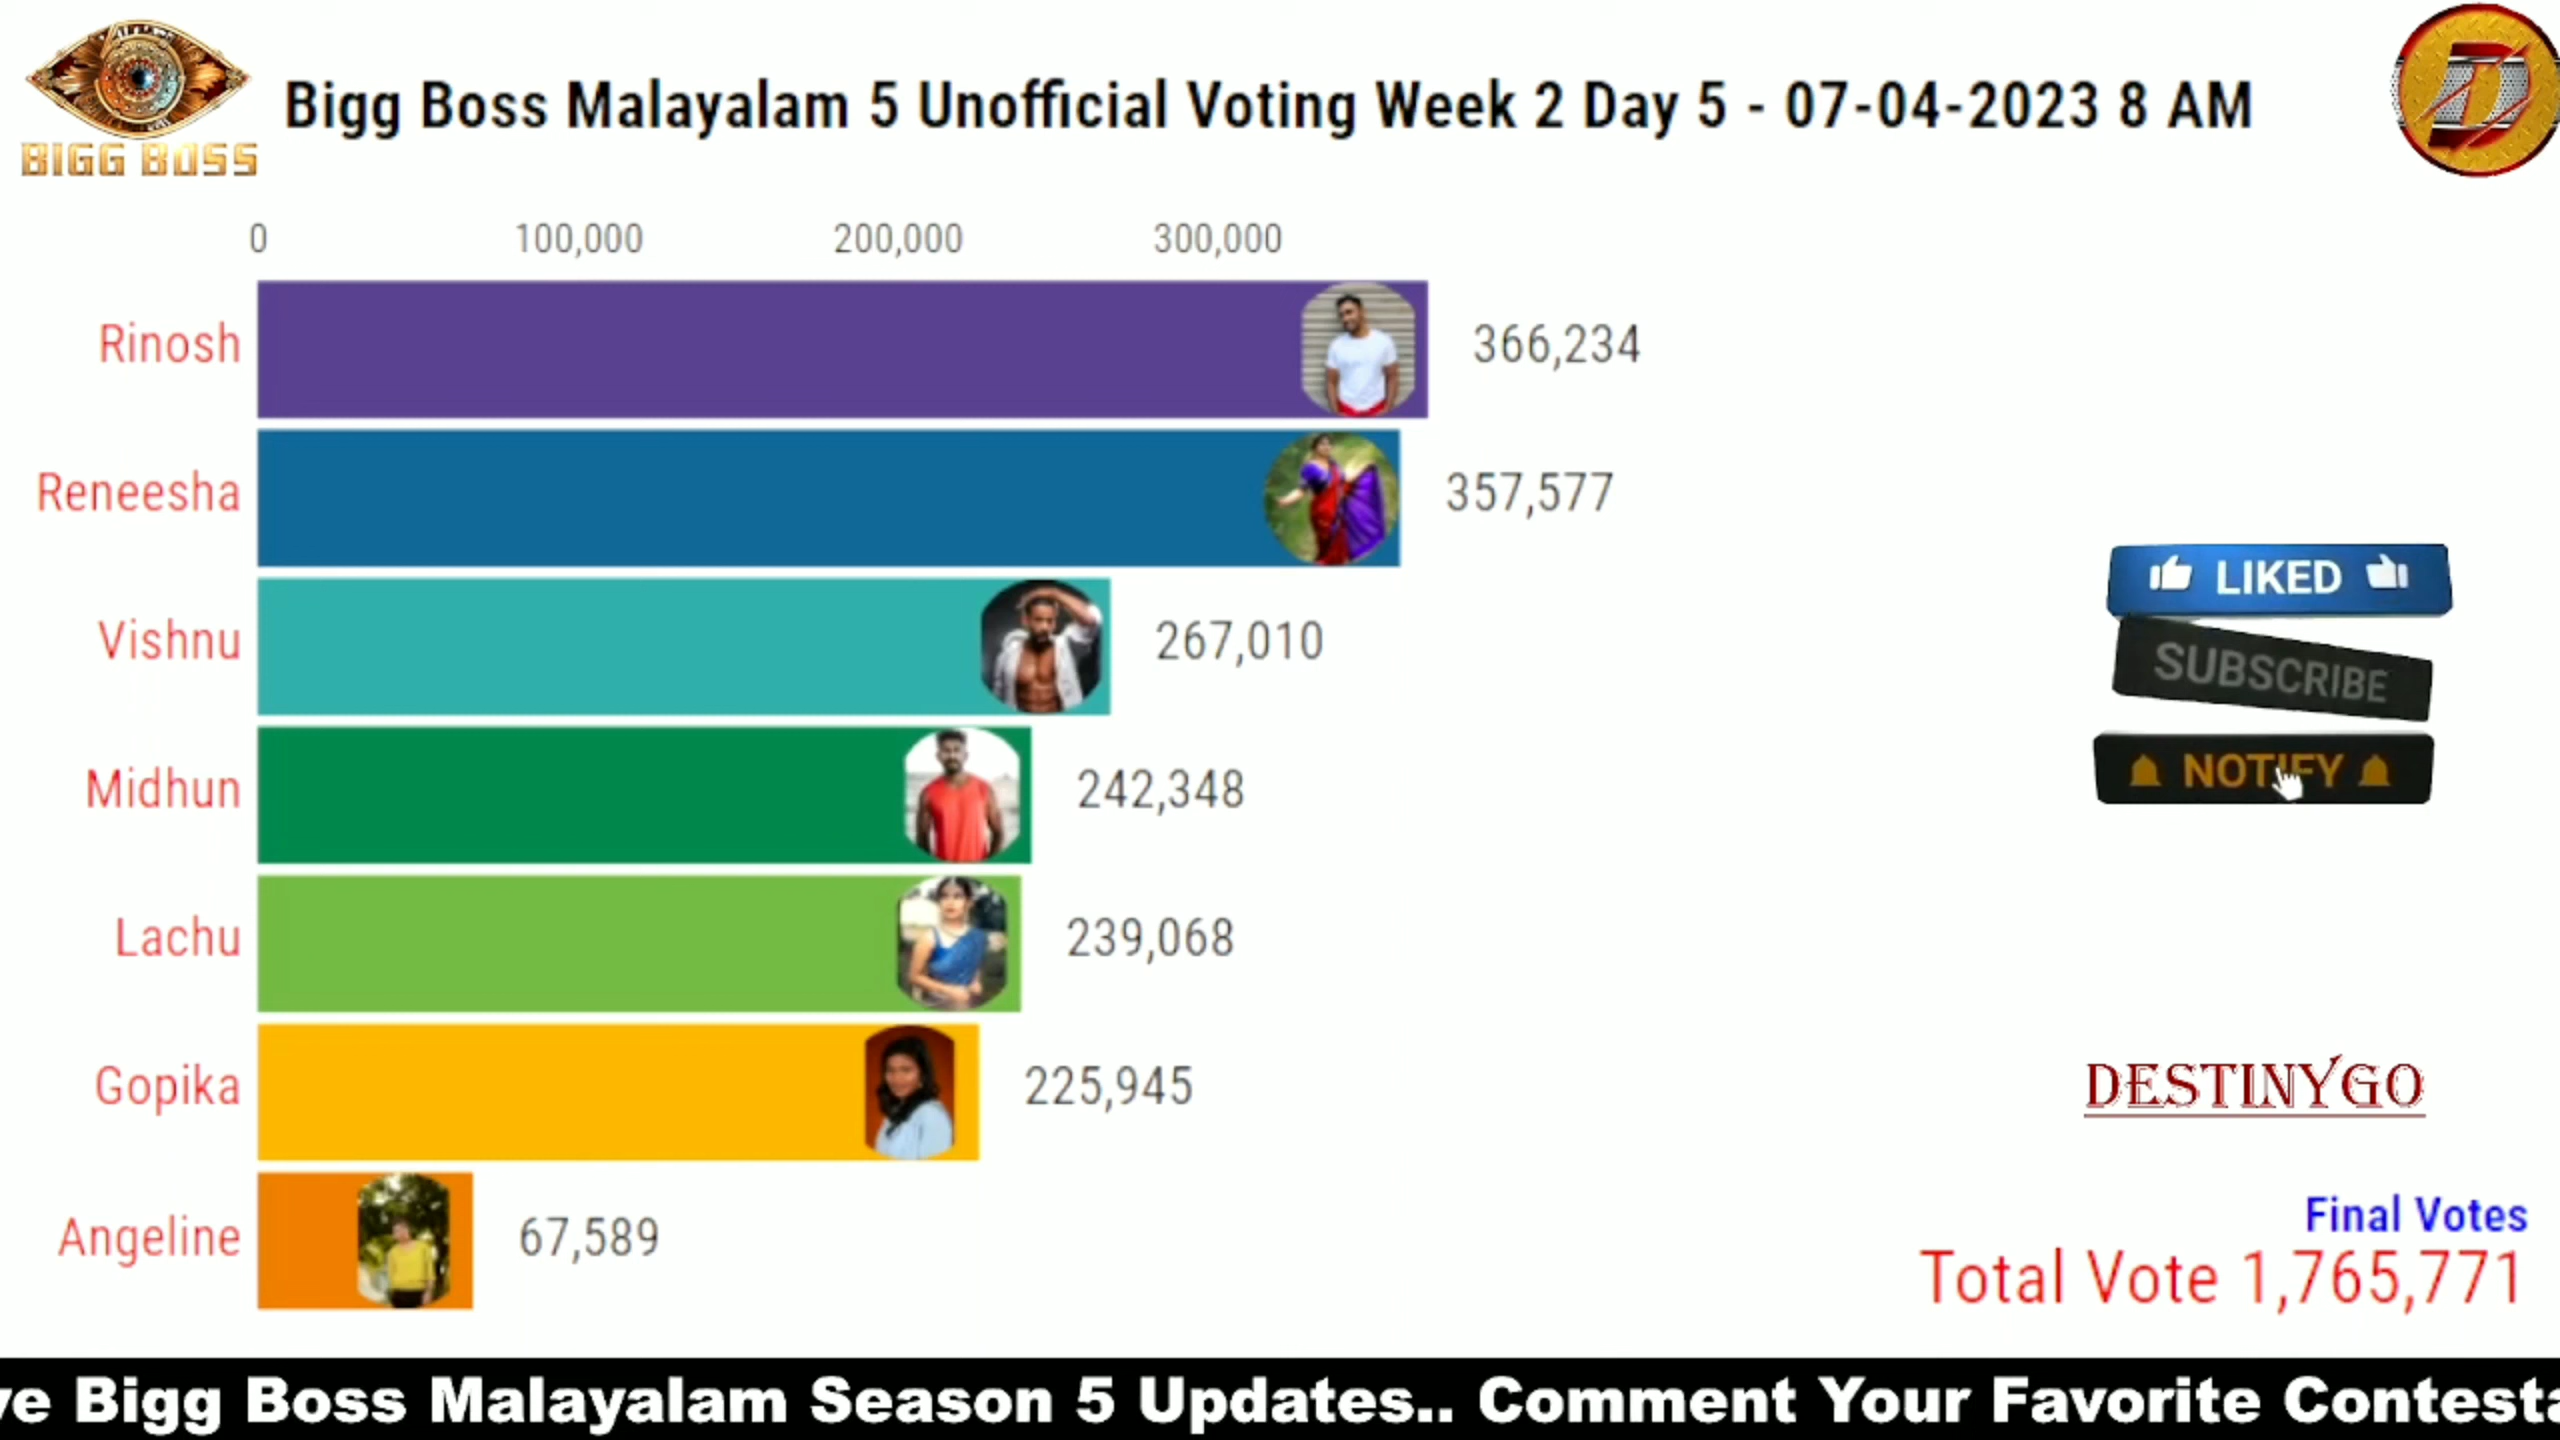 BIGG BOSS
Bigg Boss Malayalam 5 Unofficial Voting Week 2 Day 5 - 07-04-2023 8 AM
D
0 100,000 200,000 300,000
Rinosh 366,234
Reneesha 357,577
Vishnu 267,010
LIKED
SUBSCRIBE
NOTIFY
Midhun 242,348
Lachu 239,068
Gopika 225,945
DESTINYGO
Angeline 67,589
Final Votes
Total Vote 1,765,771
ve Bigg Boss Malayalam Season 5 Updates.. Comment Your Favorite Contesta